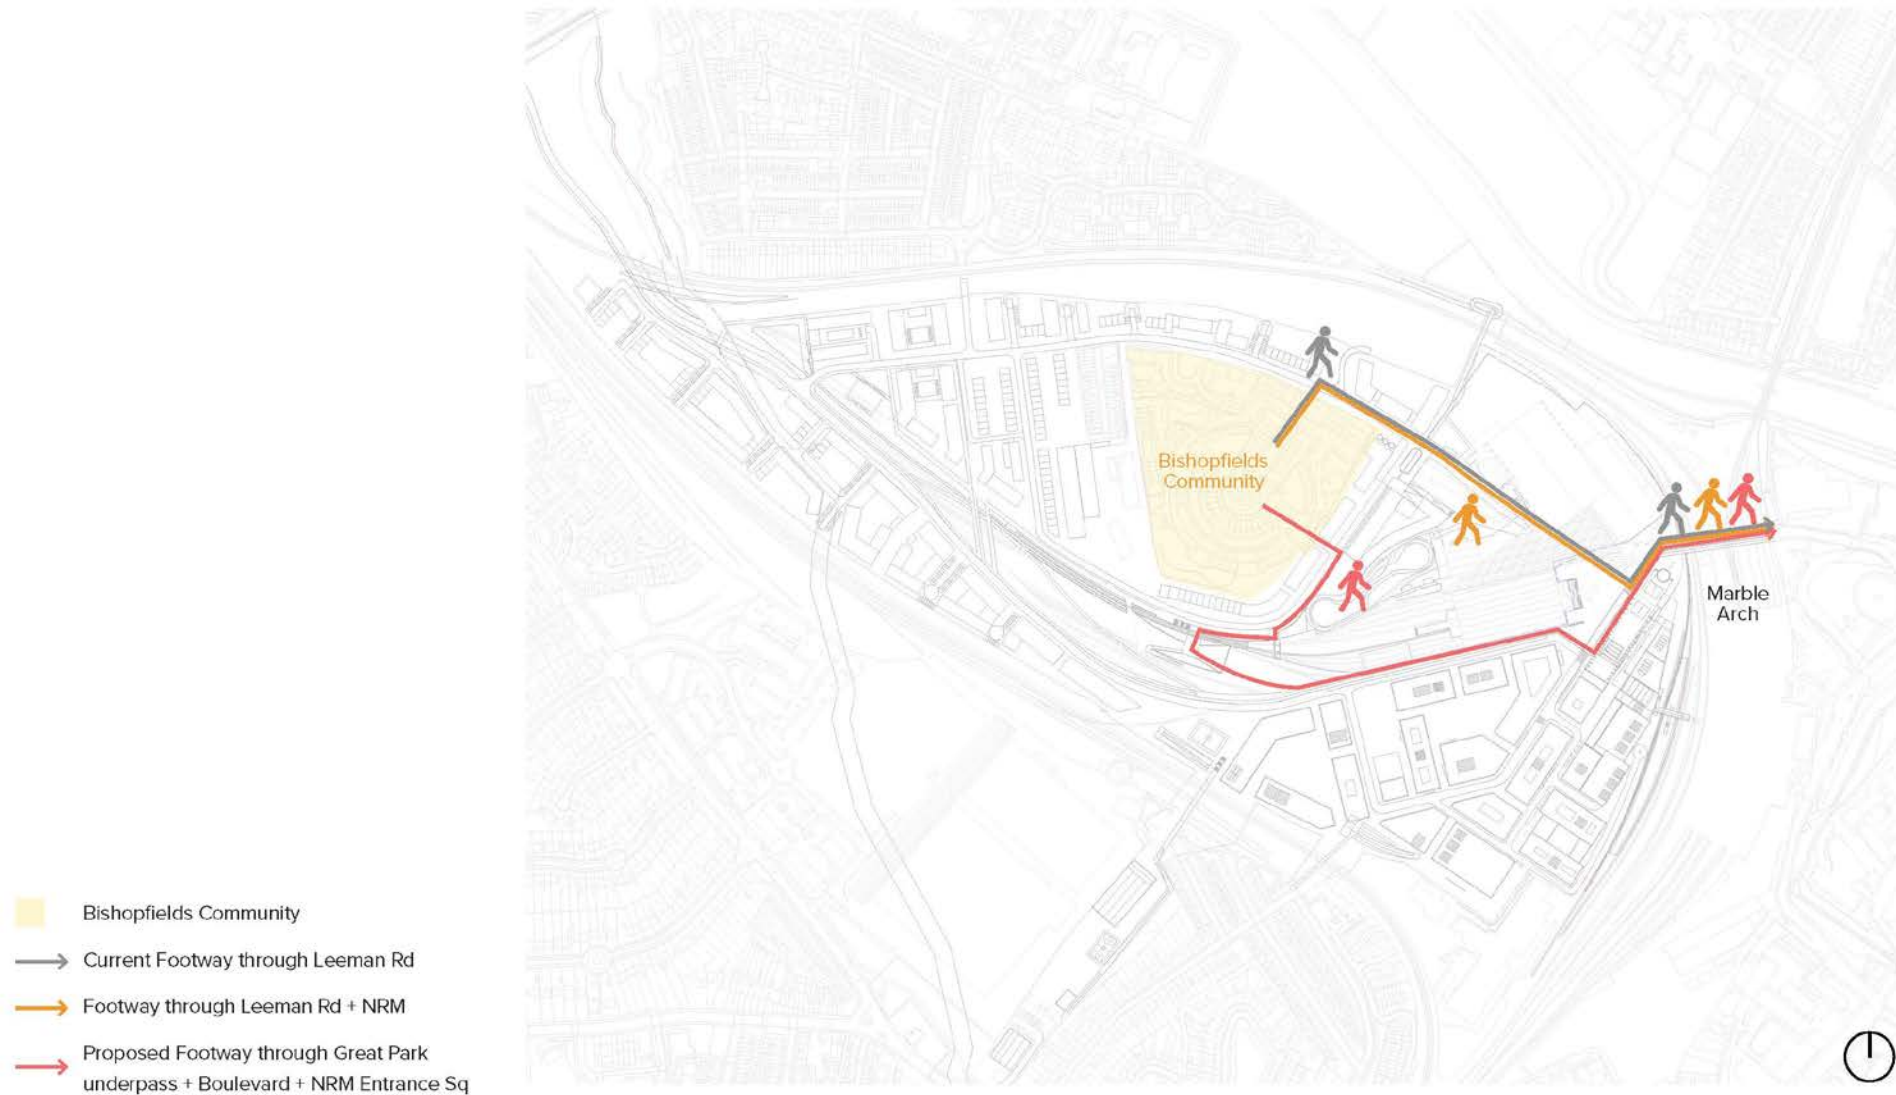 Bishopfields
Community
Marble
Arch
Bishopfields Community
Current Footway through Leeman Rd
Footway through Leeman Rd + NRM
Proposed Footway through Great Park
underpass + Boulevard + NRM Entrance Sq